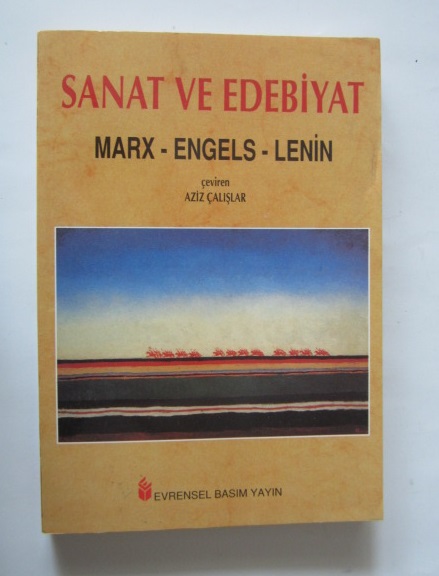 SANAT VE EDEBİYAT
MARX - ENGELS - LENİN
çeviren
AZİZ ÇALIŞLAR
EVRENSEL BASIM YAYIN